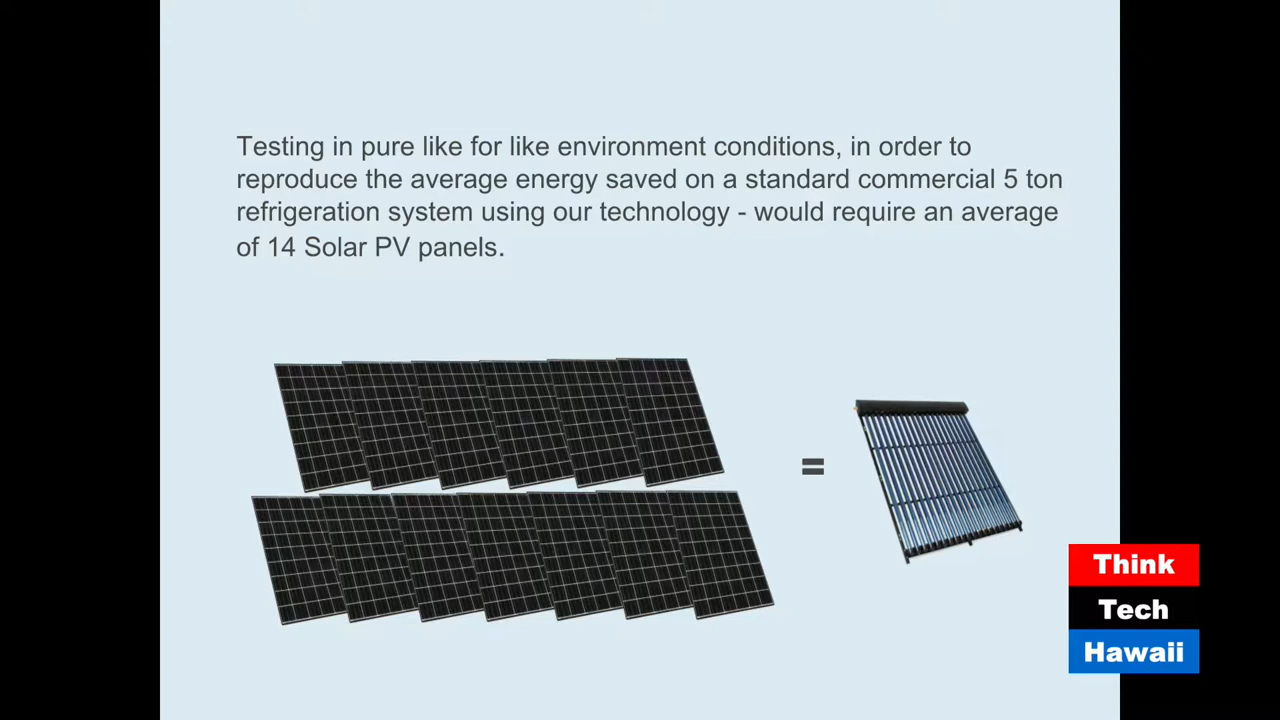 Testing in pure like for like environment conditions, in order to
reproduce the average energy saved on a standard commercial 5 ton
refrigeration system using our technology - would require an average
of 14 Solar PV panels.
=
Think
Tech
Hawaii